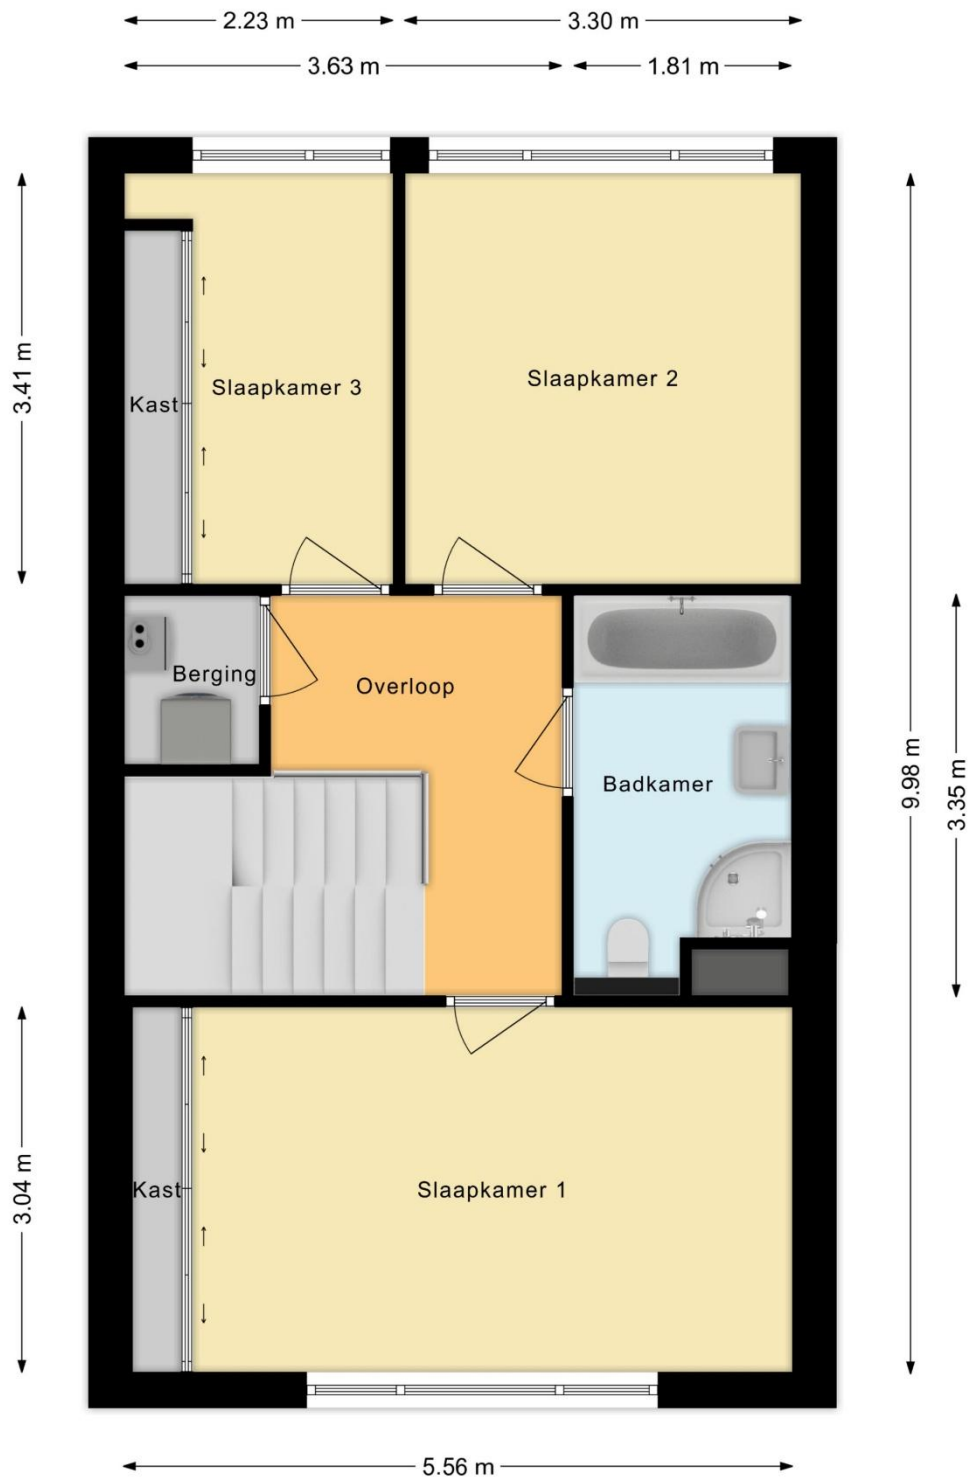 2.23 m
3.30 m
3.63 m
1.81 m
3.41 m
Slaapkamer 2
Slaapkamer 3
Kast
Berging
Overloop
9.98 m
3.35 m
Badkamer
3.04 m
Kast
Slaapkamer 1
5.56 m